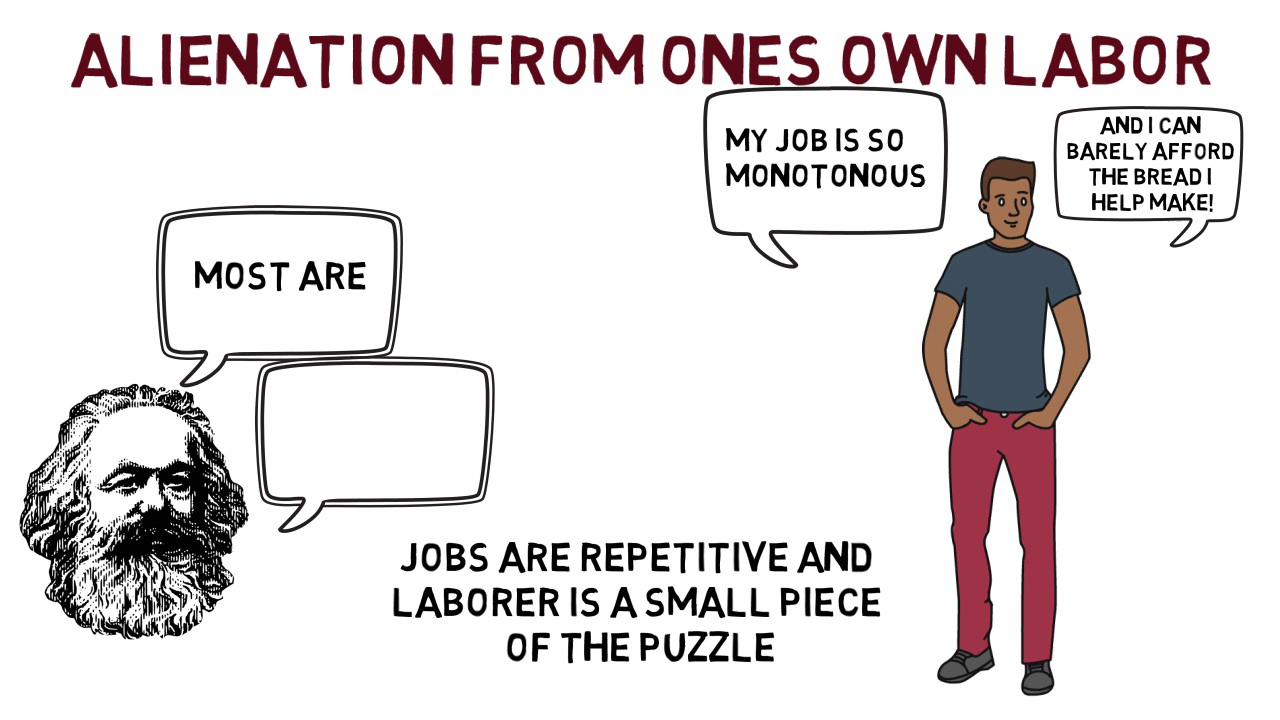 ALIENATION FROM ONES OWN LABOR
MY JOB IS SO
MONOTONOUS
AND I CAN
BARELY AFFORD
THE BREAD I
HELP MAKE!
MOST ARE
JOBS ARE REPETITIVE AND
LABORER IS A SMALL PIECE
OF THE PUZZLE